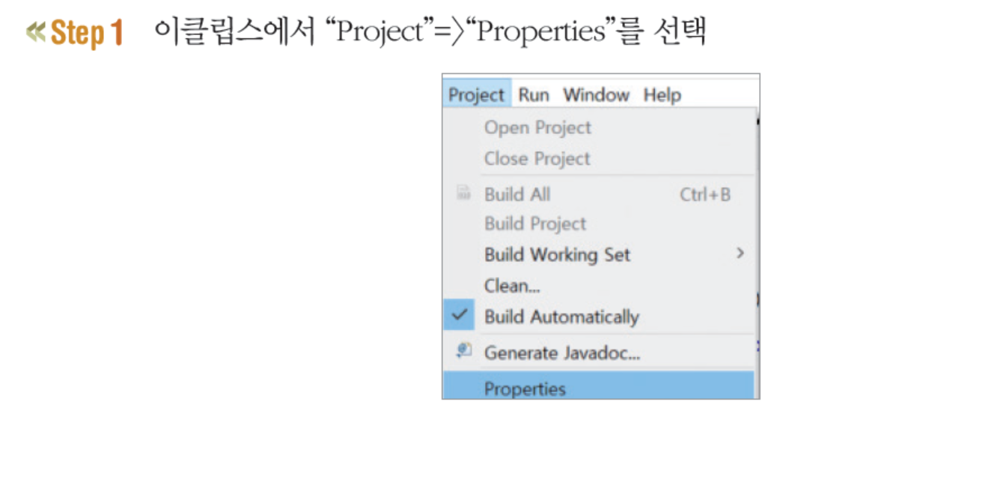 ≪Step 1 이클립스에서 “Project”=>“Properties”를 선택
Project Run Window Help
Open Project
Close Project
Build All Ctrl+B
Build Project
Build Working Set >
Clean...
Build Automatically
Generate Javadoc...
Properties